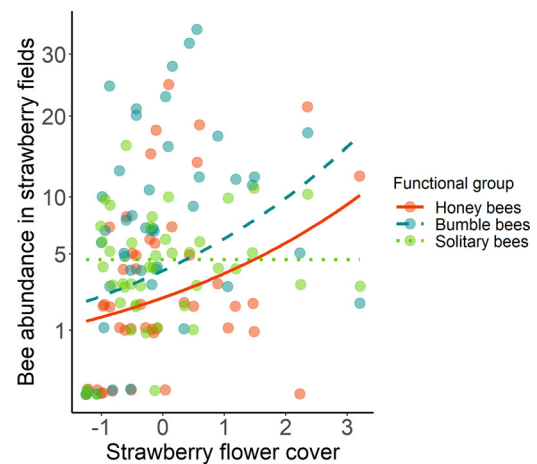 Bee abundance in strawberry fields
30
20
10
5
1
-1 0 1 2 3
Strawberry flower cover
Functional group
Honey bees
Bumble bees
Solitary bees